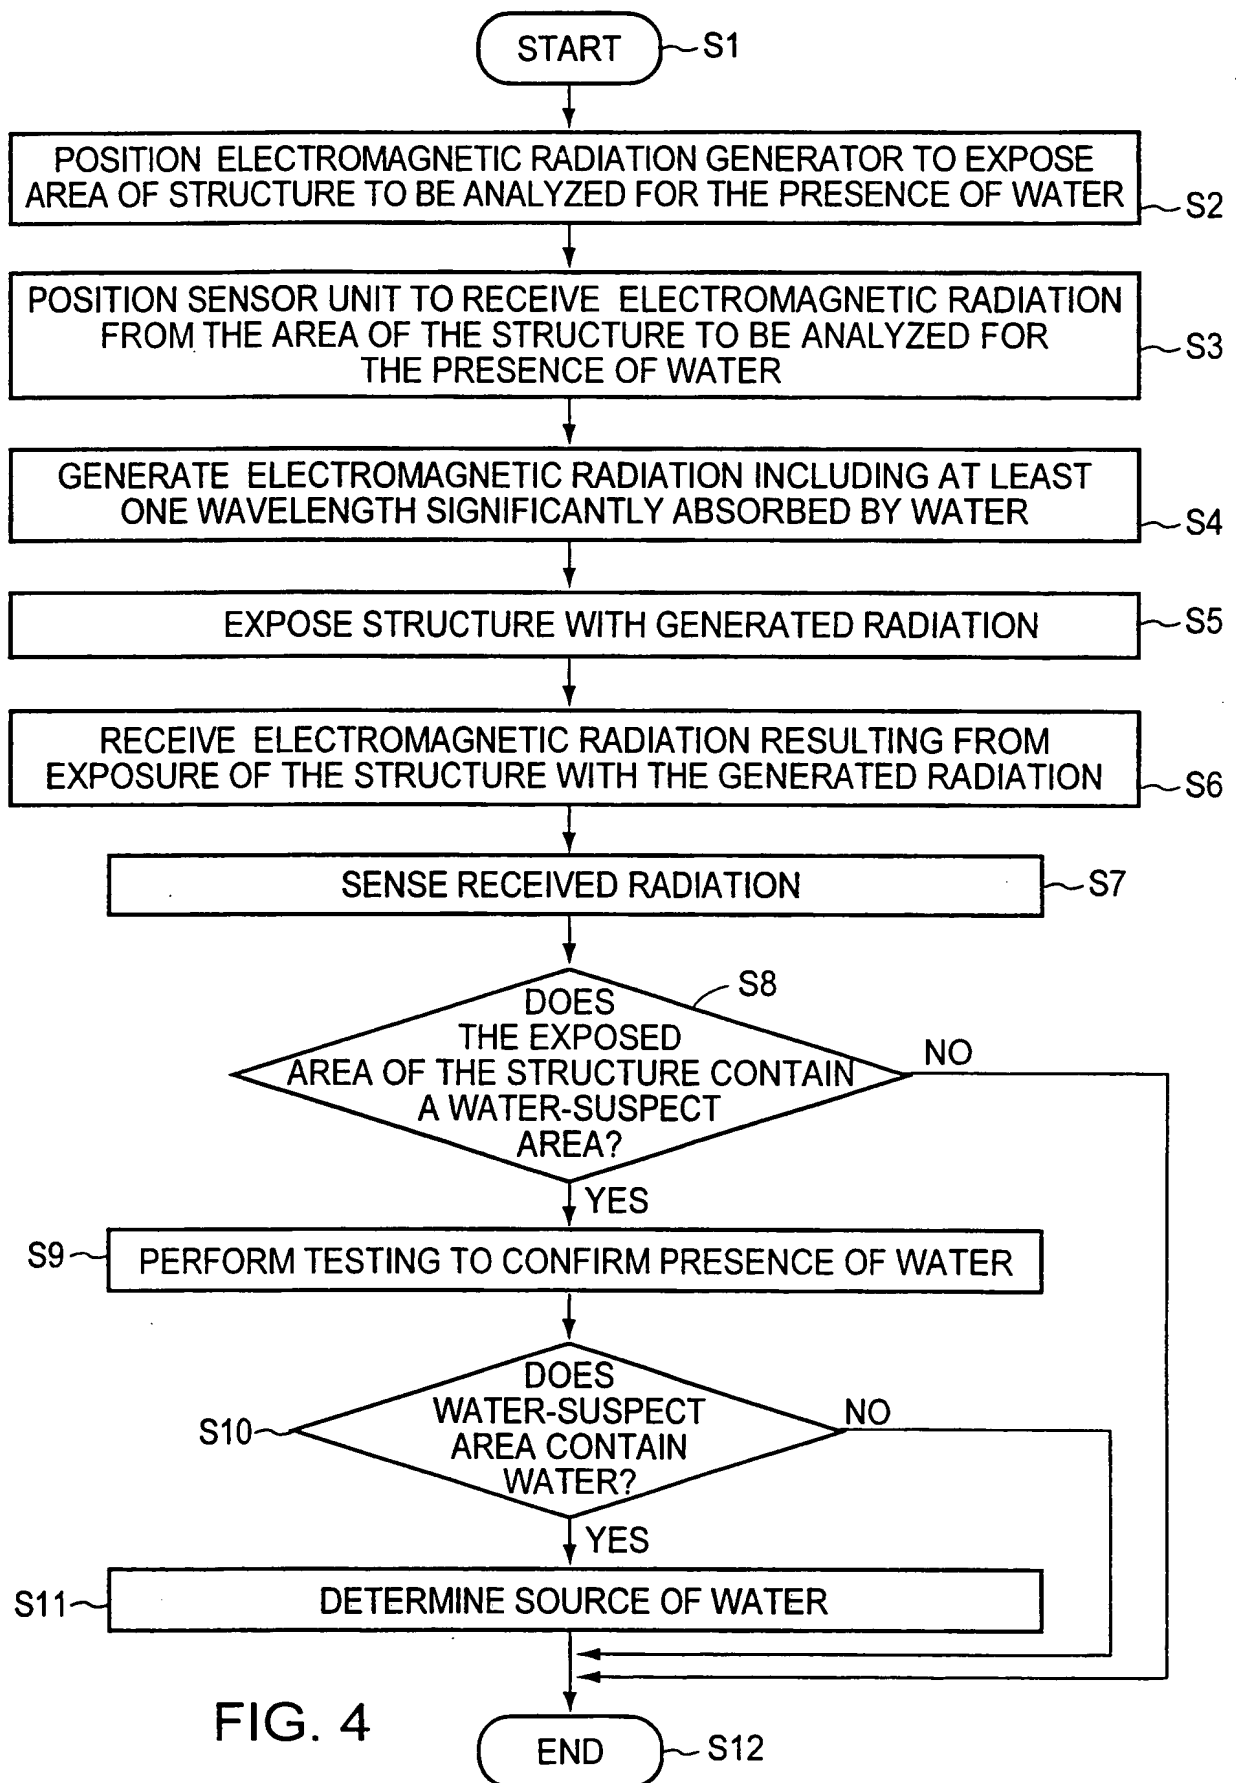 START
S1
POSITION ELECTROMAGNETIC RADIATION GENERATOR TO EXPOSE
AREA OF STRUCTURE TO BE ANALYZED FOR THE PRESENCE OF WATER
S2
POSITION SENSOR UNIT TO RECEIVE ELECTROMAGNETIC RADIATION
FROM THE AREA OF THE STRUCTURE TO BE ANALYZED FOR
THE PRESENCE OF WATER
S3
GENERATE ELECTROMAGNETIC RADIATION INCLUDING AT LEAST
ONE WAVELENGTH SIGNIFICANTLY ABSORBED BY WATER
S4
EXPOSE STRUCTURE WITH GENERATED RADIATION
S5
RECEIVE ELECTROMAGNETIC RADIATION RESULTING FROM
EXPOSURE OF THE STRUCTURE WITH THE GENERATED RADIATION
S6
SENSE RECEIVED RADIATION
S7
S8
DOES
THE EXPOSED
AREA OF THE STRUCTURE CONTAIN
A WATER-SUSPECT
AREA?
NO
YES
S9
PERFORM TESTING TO CONFIRM PRESENCE OF WATER
S10
DOES
WATER-SUSPECT
AREA CONTAIN
WATER?
NO
YES
S11
DETERMINE SOURCE OF WATER
FIG. 4
END
S12